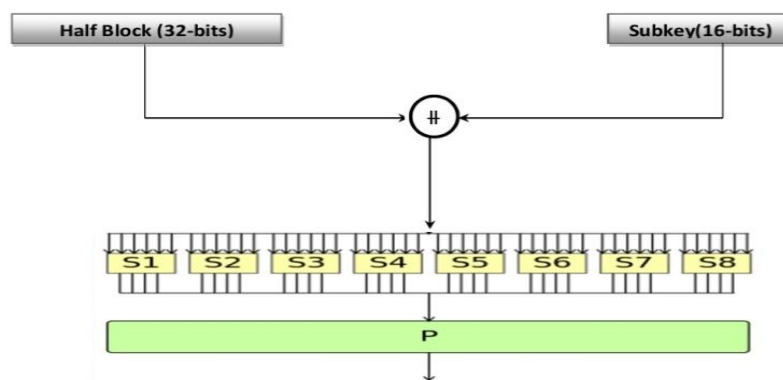 Half Block (32-bits)
Subkey(16-bits)
⧺
S1 S2 S3 S4 S5 S6 S7 S8
P